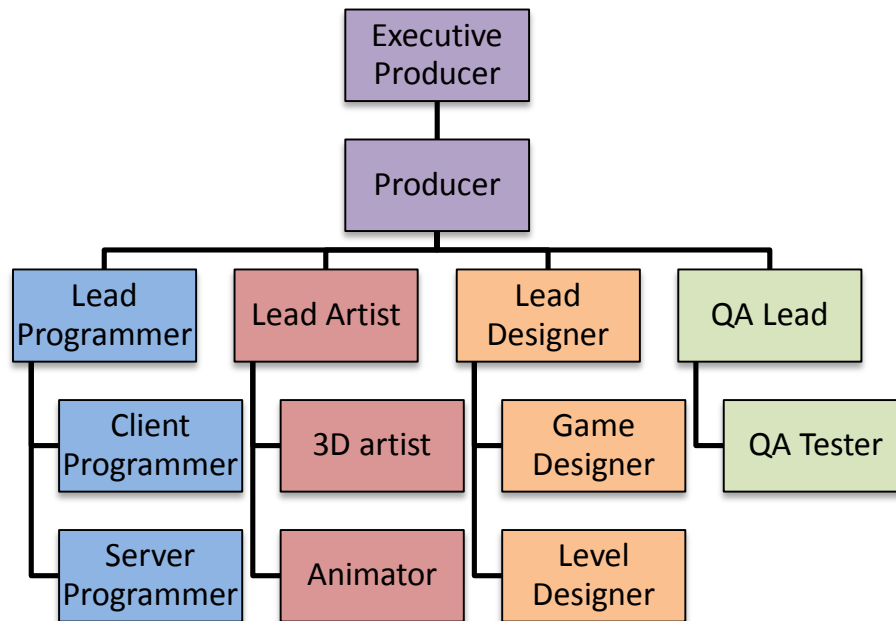 Executive
Producer
Producer
Lead
Programmer
Lead Artist
Lead
Designer
QA Lead
Client
Programmer
3D artist
Game
Designer
QA Tester
Server
Programmer
Animator
Level
Designer